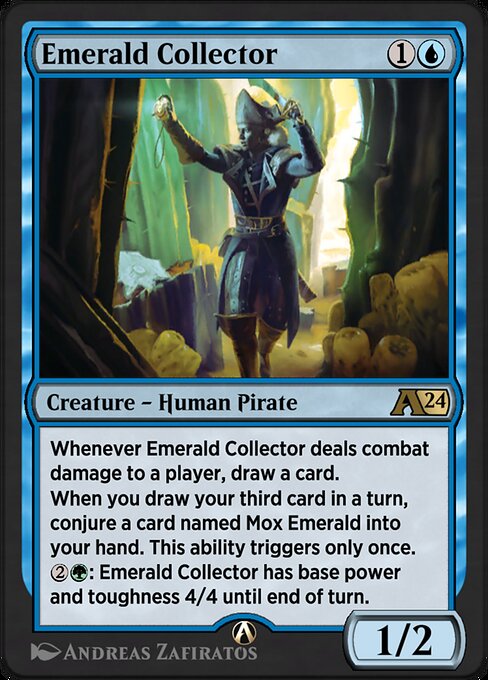 Emerald Collector 1
Creature – Human Pirate
A24
Whenever Emerald Collector deals combat
damage to a player, draw a card.
When you draw your third card in a turn,
conjure a card named Mox Emerald into
your hand. This ability triggers only once.
2: Emerald Collector has base power
and toughness 4/4 until end of turn.
1/2
Andreas Zafiratos